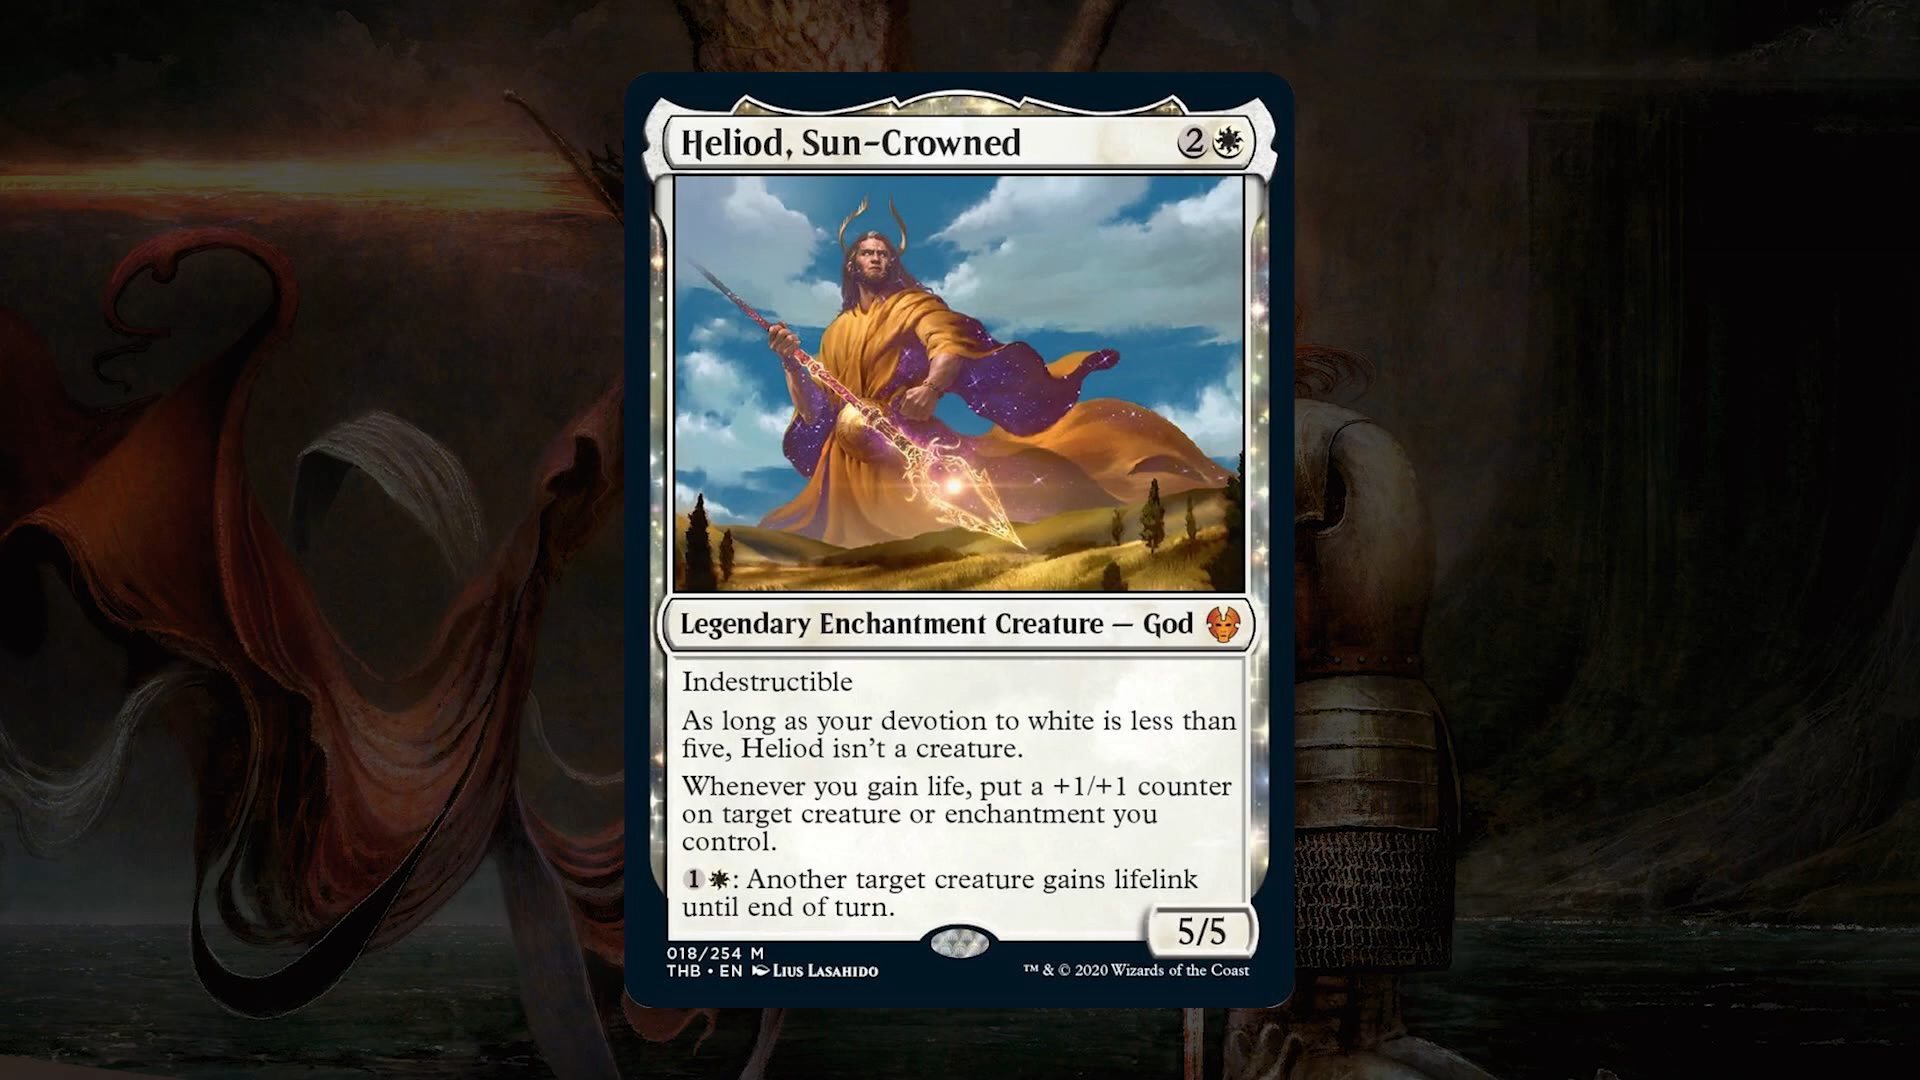 Heliod, Sun-Crowned 2
Legendary Enchantment Creature — God
Indestructible
As long as your devotion to white is less than
five, Heliod isn't a creature.
Whenever you gain life, put a +1/+1 counter
on target creature or enchantment you
control.
1 : Another target creature gains lifelink
until end of turn.
5/5
018/254 M
THB • EN Lius Lasahido
™ & © 2020 Wizards of the Coast